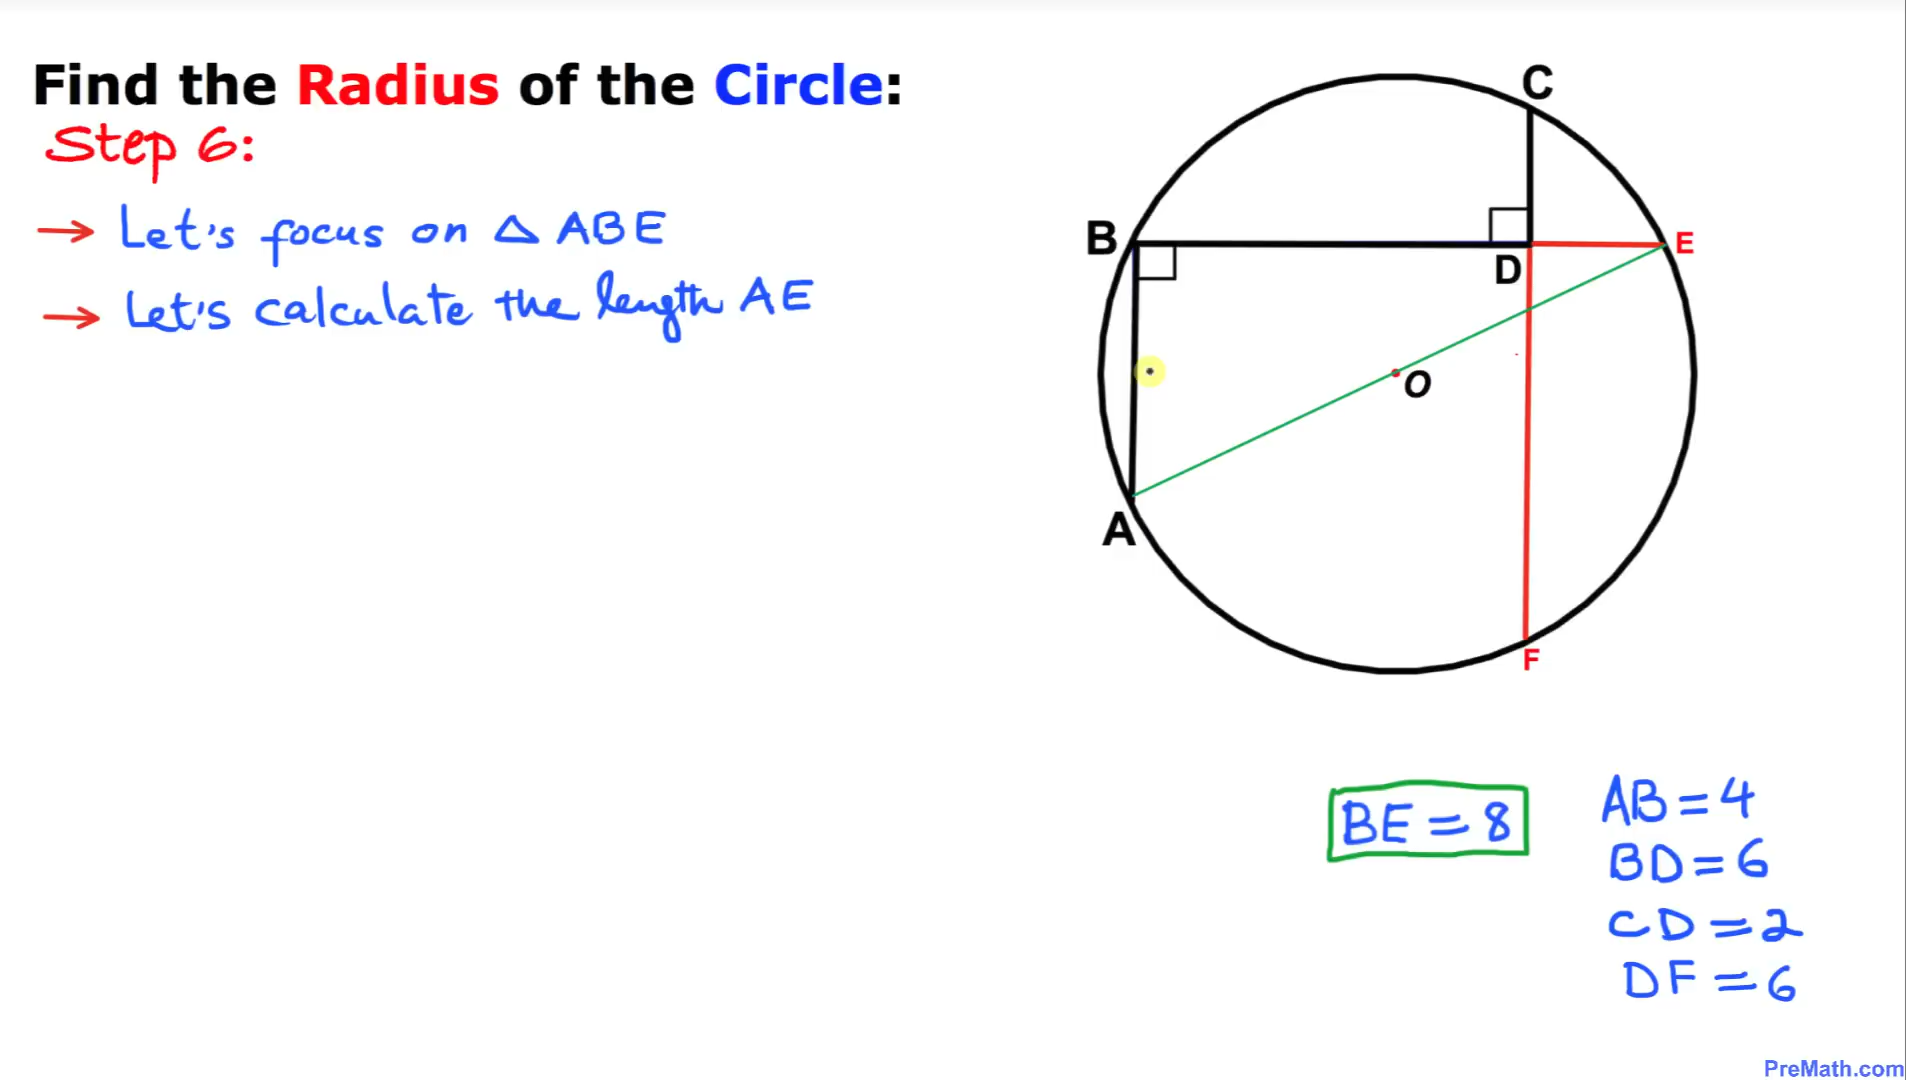 Find the Radius of the Circle:
Step 6:
→ Let's focus on △ ABE
→ Let's calculate the length AE
C
B
E
D
O
A
F
BE = 8
AB = 4
BD = 6
CD = 2
DF = 6
PreMath.com